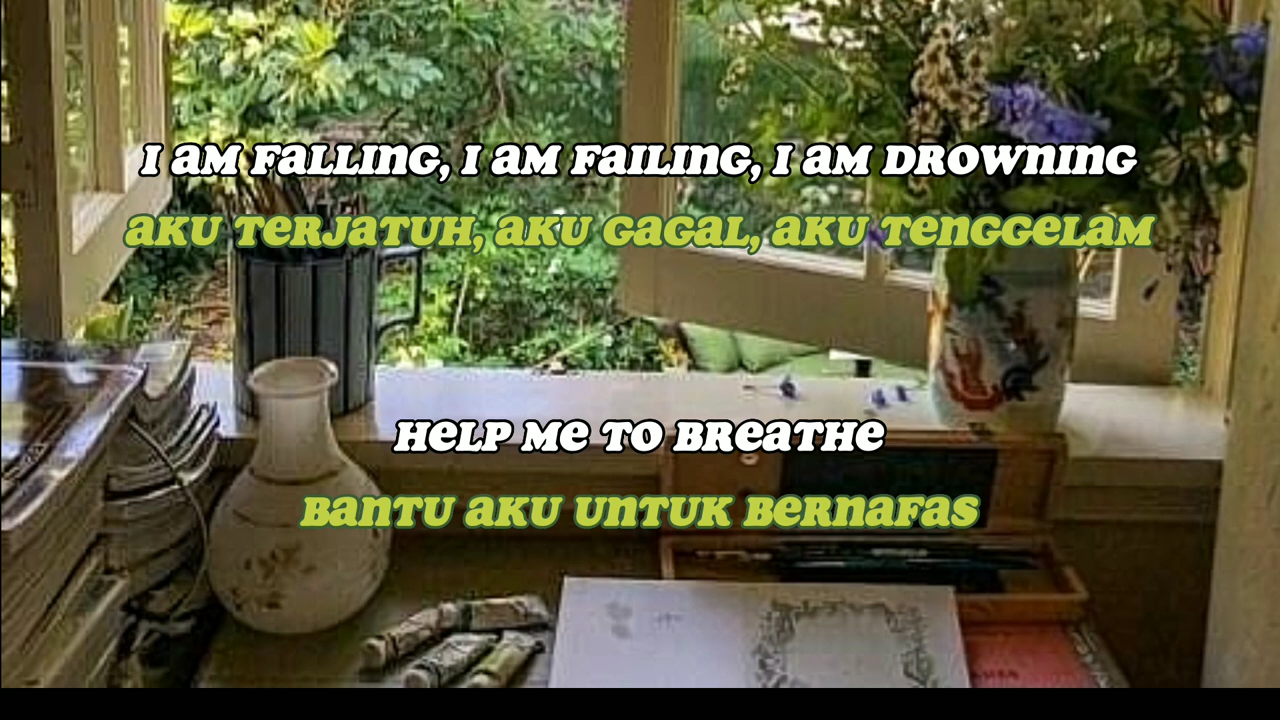 I AM FALLING, I AM FAILING, I AM DROWNING
AKU TERJATUH, AKU GAGAL, AKU TENGGELAM
HELP ME TO BREATHE
BANTU AKU UNTUK BERNAFAS